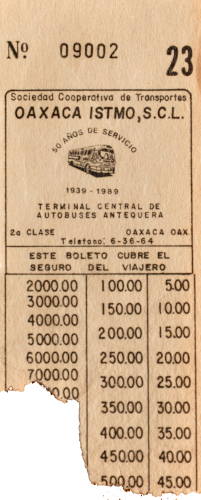 Nº 09002 23
Sociedad Cooperativa de Transportes
OAXACA ISTMO, S.C.L.
50 AÑOS DE SERVICIO
1939 - 1989
TERMINAL CENTRAL DE
AUTOBUSES ANTEQUERA
2a CLASE OAXACA OAX.
Telefono: 6-36-64
ESTE BOLETO CUBRE EL
SEGURO DEL VIAJERO
2000.00 100.00 5.00
3000.00 150.00 10.00
4000.00 200.00 15.00
5000.00 250.00 20.00
6000.00 300.00 25.00
7000.00 350.00 30.00
400.00 35.00
450.00 40.00
500.00 45.00